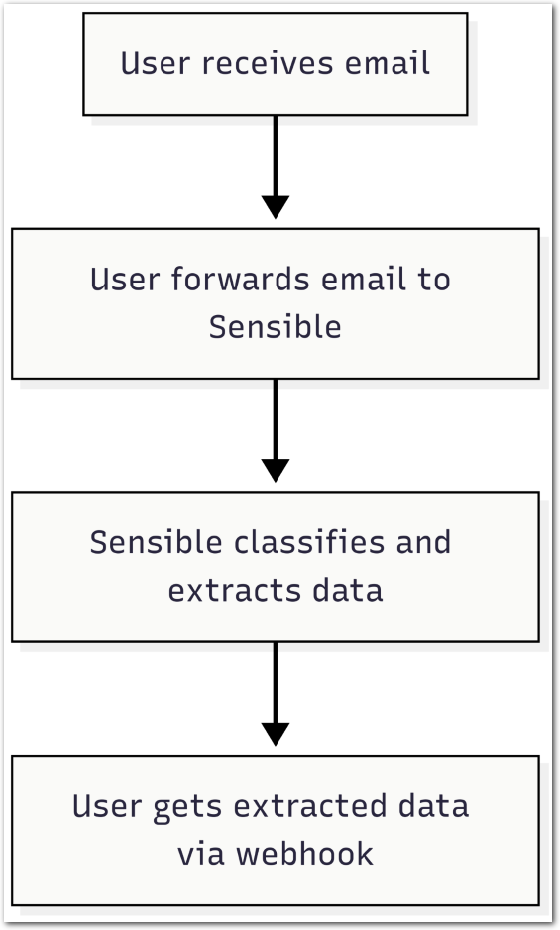 User receives email
User forwards email to
Sensible
Sensible classifies and
extracts data
User gets extracted data
via webhook